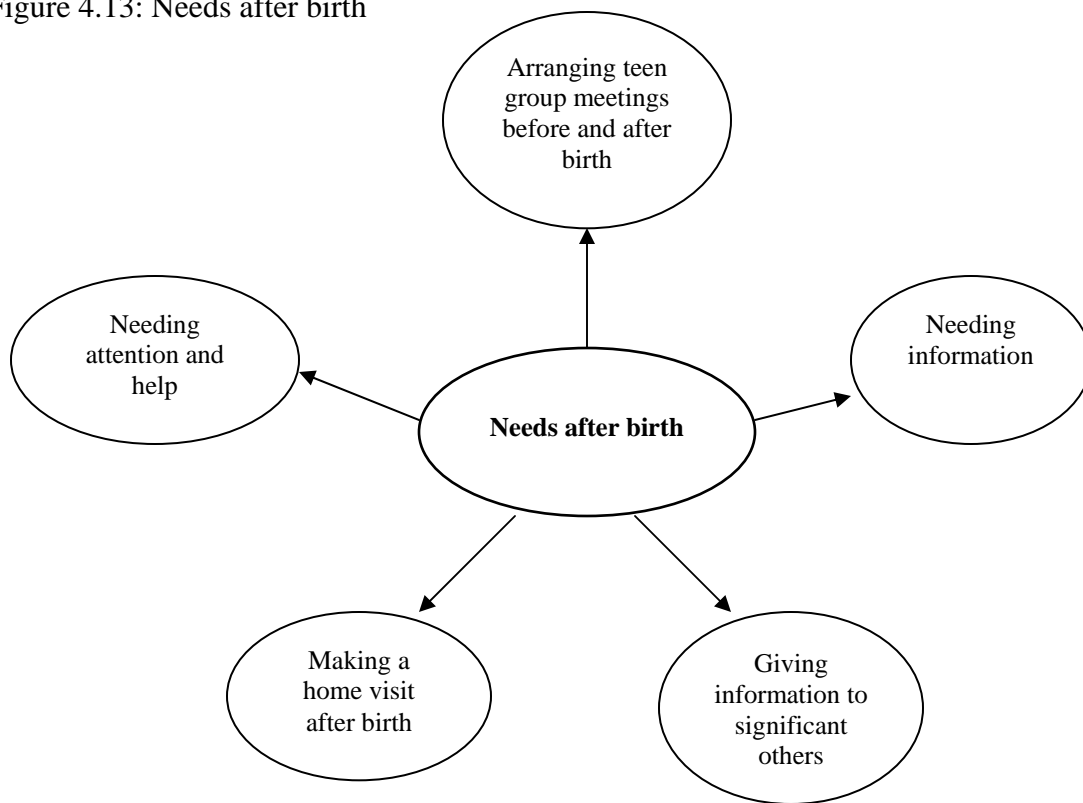 Figure 4.13: Needs after birth
Arranging teen
group meetings
before and after
birth
Needing
attention and
help
Needing
information
Needs after birth
Making a
home visit
after birth
Giving
information to
significant
others